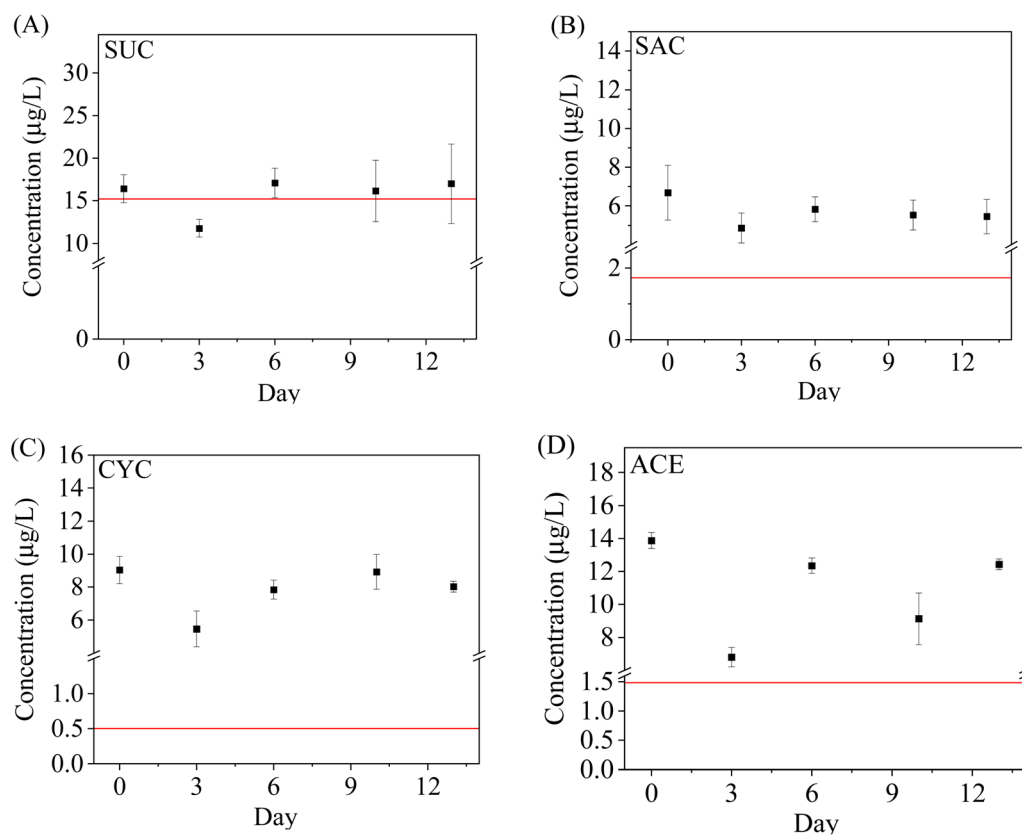 (A)
SUC
Concentration (µg/L)
30
25
20
15
10
0
0 3 6 9 12
Day
(B)
SAC
Concentration (µg/L)
14
12
10
8
6
2
0
0 3 6 9 12
Day
(C)
CYC
Concentration (µg/L)
16
14
12
10
8
6
1.0
0.5
0.0
0 3 6 9 12
Day
(D)
ACE
Concentration (µg/L)
18
16
14
12
10
8
1.5
1.0
0.5
0.0
0 3 6 9 12
Day